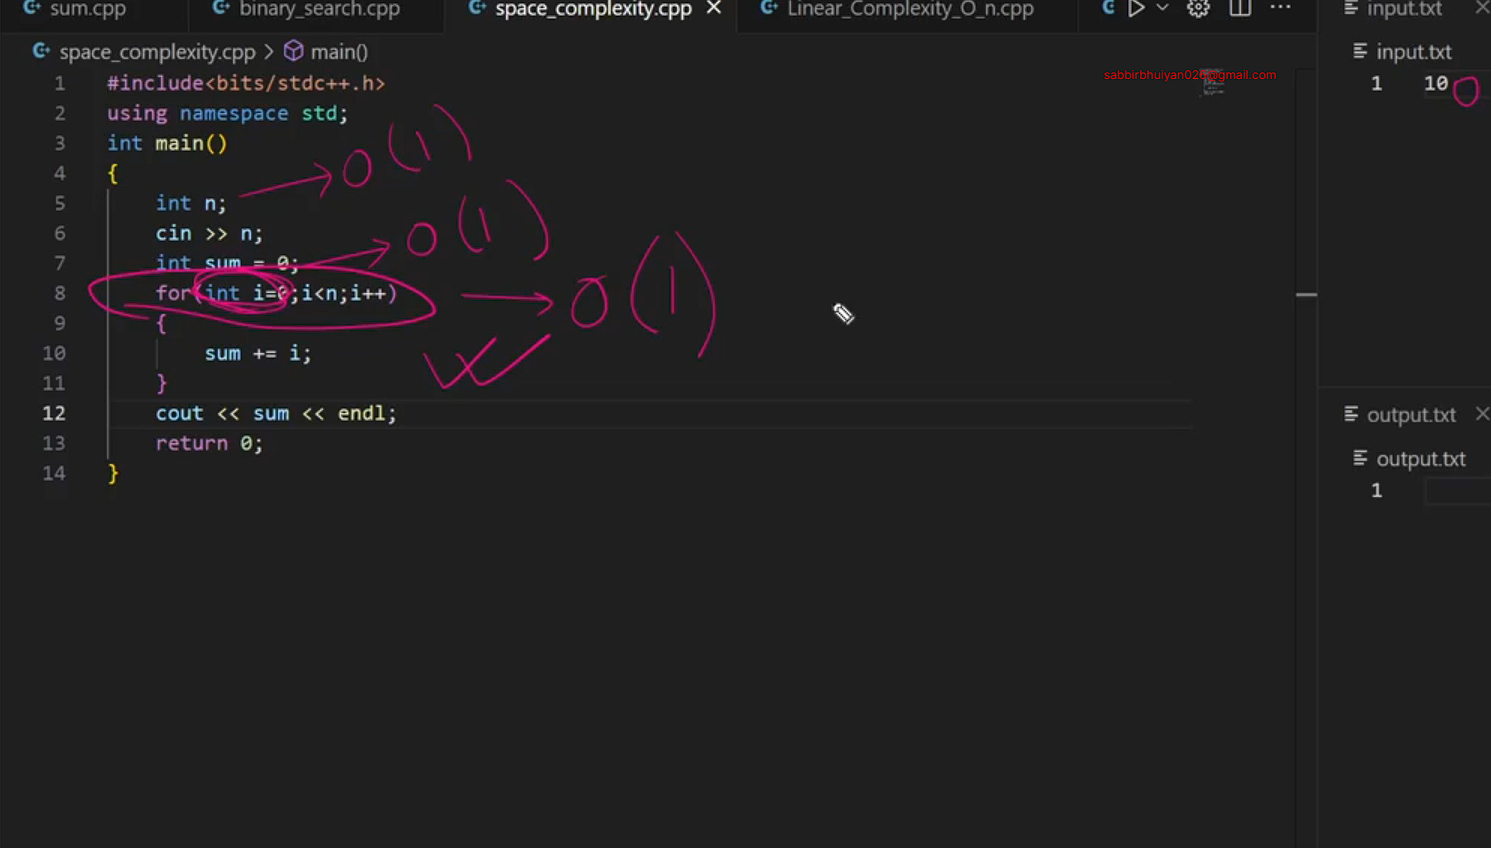 sum.cpp binary_search.cpp space_complexity.cpp Linear_Complexity_O_n.cpp
space_complexity.cpp > main()
1 #include<bits/stdc++.h>
2 using namespace std;
3 int main()
4 {
5 int n;
6 cin >> n;
7 int sum = 0;
8 for(int i=0;i<n;i++)
9 {
10 sum += i;
11 }
12 cout << sum << endl;
13 return 0;
14 }
O(1)
O(1)
O(1)
input.txt
input.txt
1 10
output.txt
output.txt
1